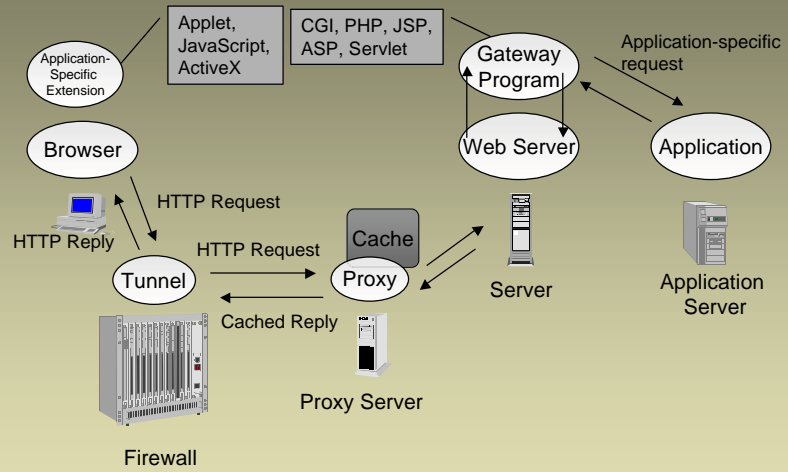 Applet,
JavaScript,
ActiveX
CGI, PHP, JSP,
ASP, Servlet
Application-
Specific
Extension
Gateway
Program
Application-specific
request
Browser
Web Server
Application
HTTP Request
HTTP Reply
HTTP Request
Cache
Tunnel
Proxy
Server
Application
Server
Cached Reply
Proxy Server
Firewall